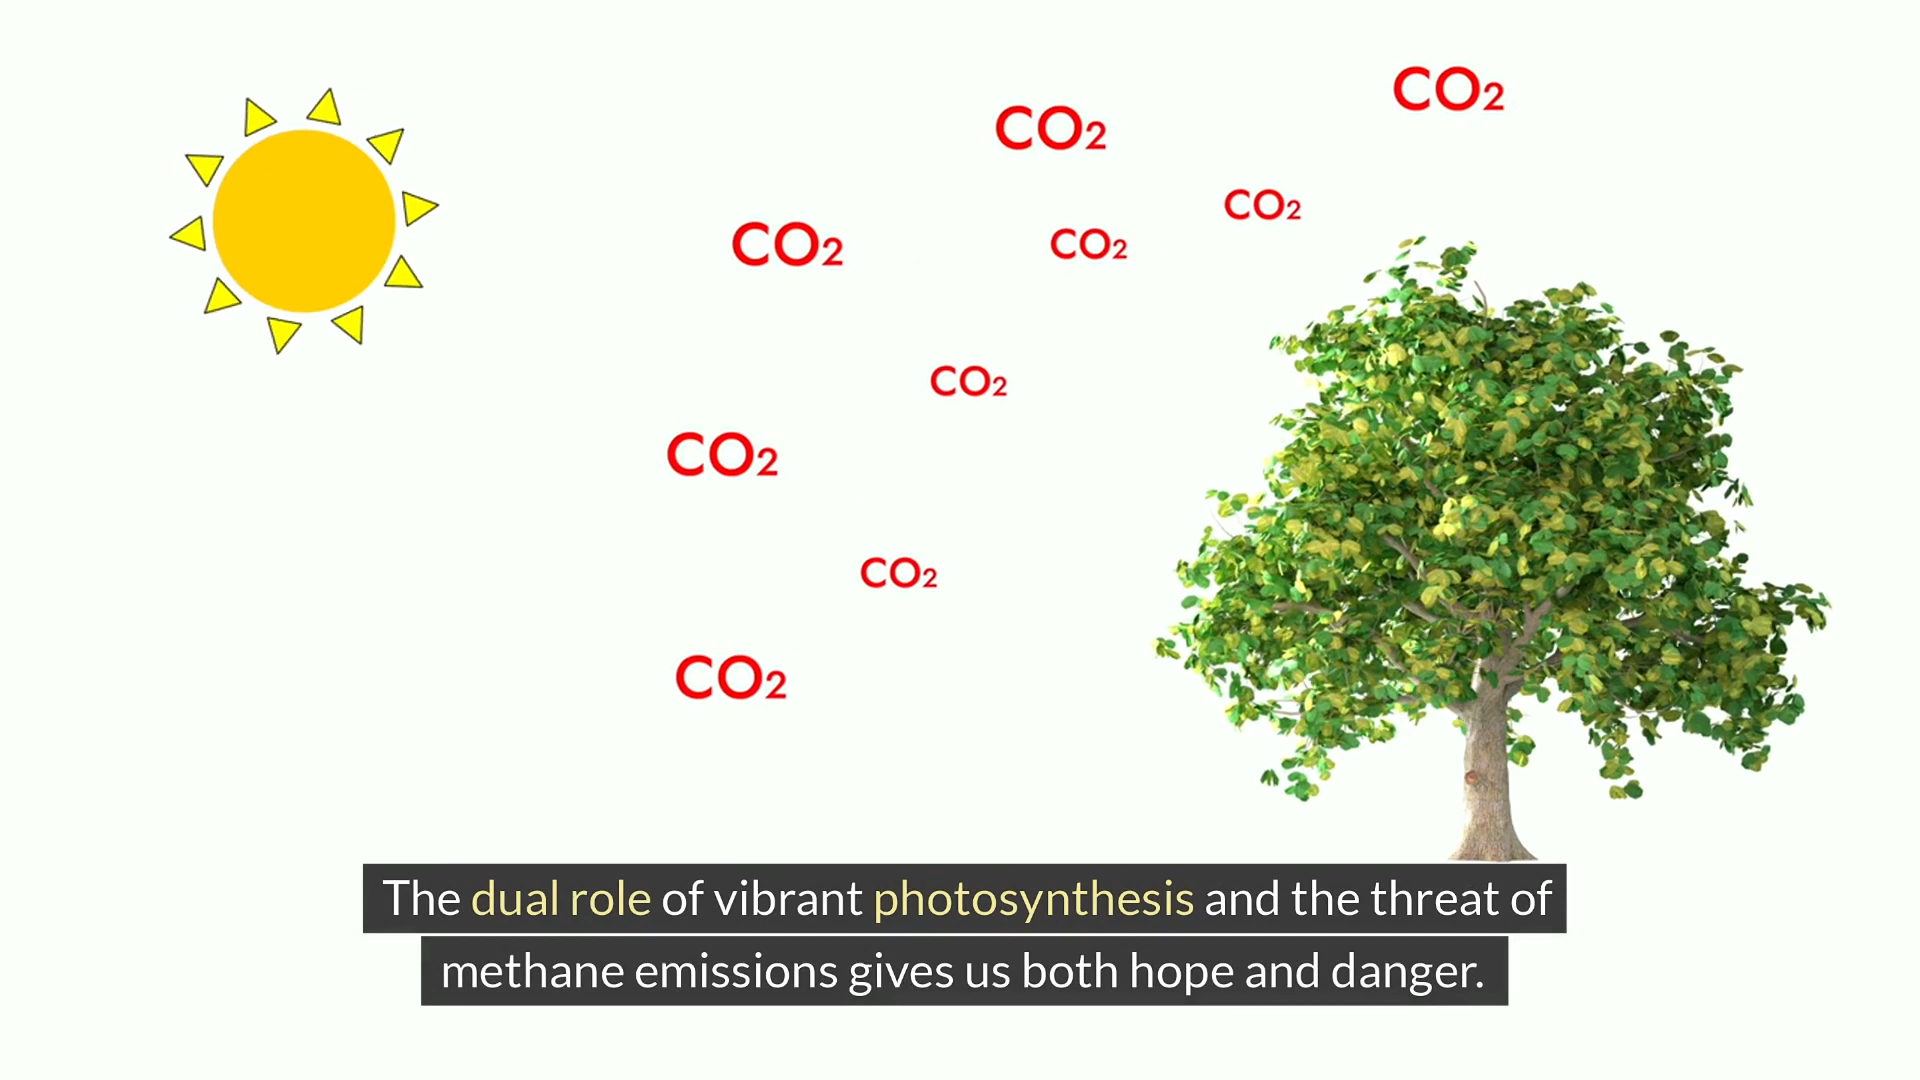 CO2
CO2
CO2
CO2
CO2
CO2
CO2
CO2
CO2
The dual role of vibrant photosynthesis and the threat of
methane emissions gives us both hope and danger.